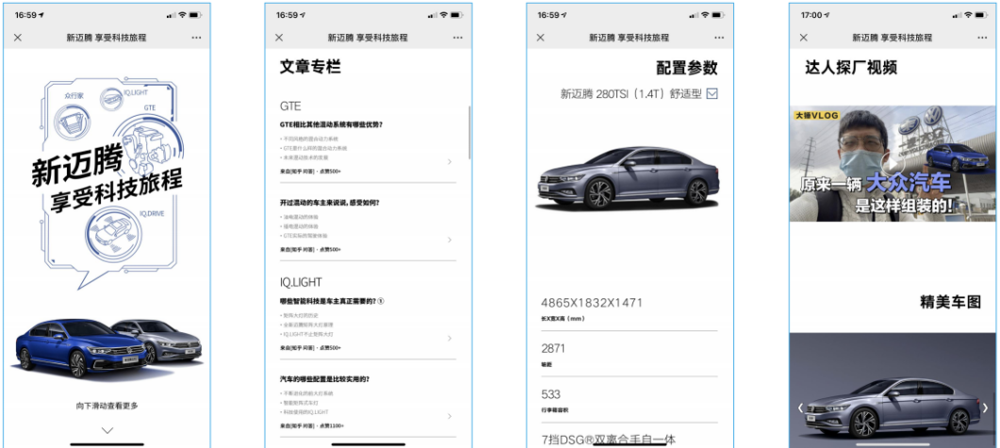 16:59
新迈腾 享受科技旅程
众行家
IQ.LIGHT
GTE
新迈腾
享受科技旅程
IQ.DRIVE
向下滑动查看更多
16:59
新迈腾 享受科技旅程
文章专栏
GTE
GTE相比其他混动系统有哪些优势?
• 不同风格的混合动力系统
• GTE是什么样的混合动力系统
• 未来混动技术的发展
来自[知乎 问答] · 点赞500+
开过混动的车主来说说,感受如何?
• 油电混动的体验
• 插电混动的体验
• GTE实际的驾驶体验
来自[知乎 问答] · 点赞500+
IQ.LIGHT
哪些智能科技是车主真正需要的? ①
• 矩阵大灯的历史
• 全新迈腾矩阵大灯原理
• IQ.LIGHT不止矩阵大灯
来自[知乎 问答] · 点赞500+
汽车的哪些配置是比较实用的?
• 不断进化的前大灯系统
• 智能矩阵式车灯
• 科技使用的IQ.LIGHT
来自[知乎 问答] · 点赞1100+
16:59
新迈腾 享受科技旅程
配置参数
新迈腾 280TSI(1.4T)舒适型
4865X1832X1471
长X宽X高(mm)
2871
轴距
533
行李箱容积
7挡DSG®双离合手自一体
17:00
新迈腾 享受科技旅程
达人探厂视频
大锤VLOG
原来一辆 大众汽车
是这样组装的!
精美车图